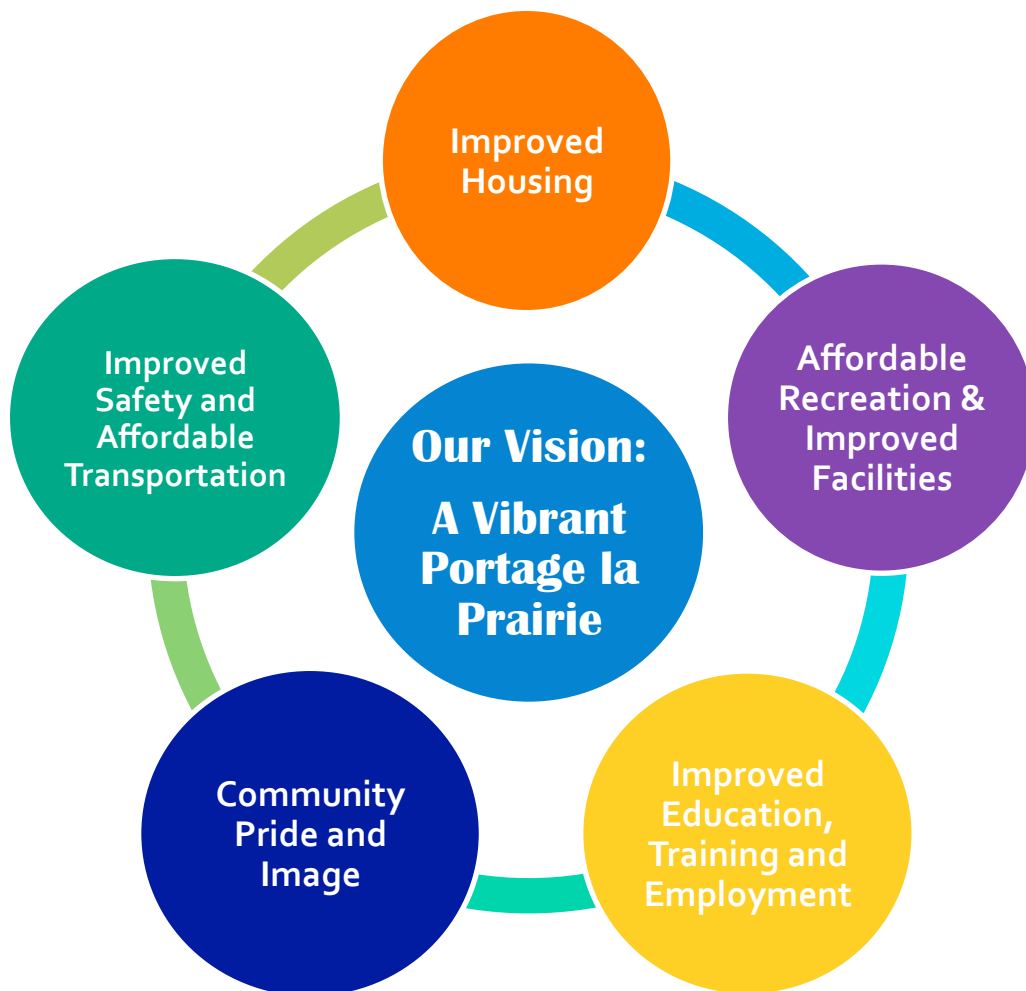 Improved
Housing
Affordable
Recreation &
Improved
Facilities
Improved
Education,
Training and
Employment
Community
Pride and
Image
Improved
Safety and
Affordable
Transportation
Our Vision:
A Vibrant
Portage la
Prairie